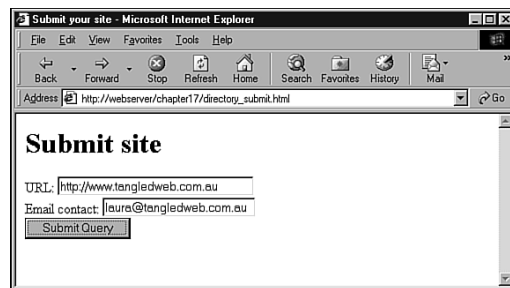 Submit your site - Microsoft Internet Explorer
File Edit View Favorites Tools Help
Back Forward Stop Refresh Home Search Favorites History Mail »
Address http://webserver/chapter17/directory_submit.html Go
Submit site
URL: http://www.tangledweb.com.au
Email contact: laura@tangledweb.com.au
Submit Query